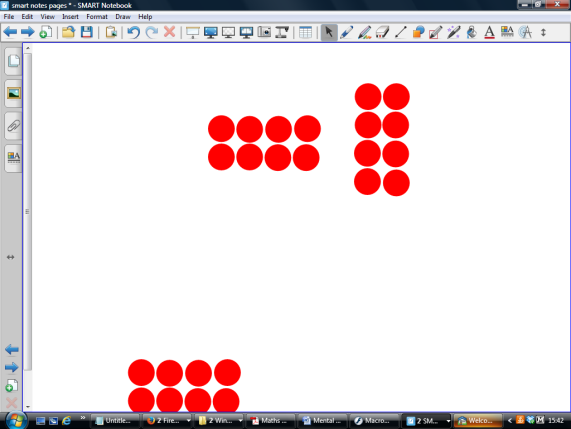 smart notes pages * - SMART Notebook
File Edit View Insert Format Draw Help
Untitle... 2 Fire... 2 Win... Maths ... Mental ... Macro... 2 SM... Welco... 15:42